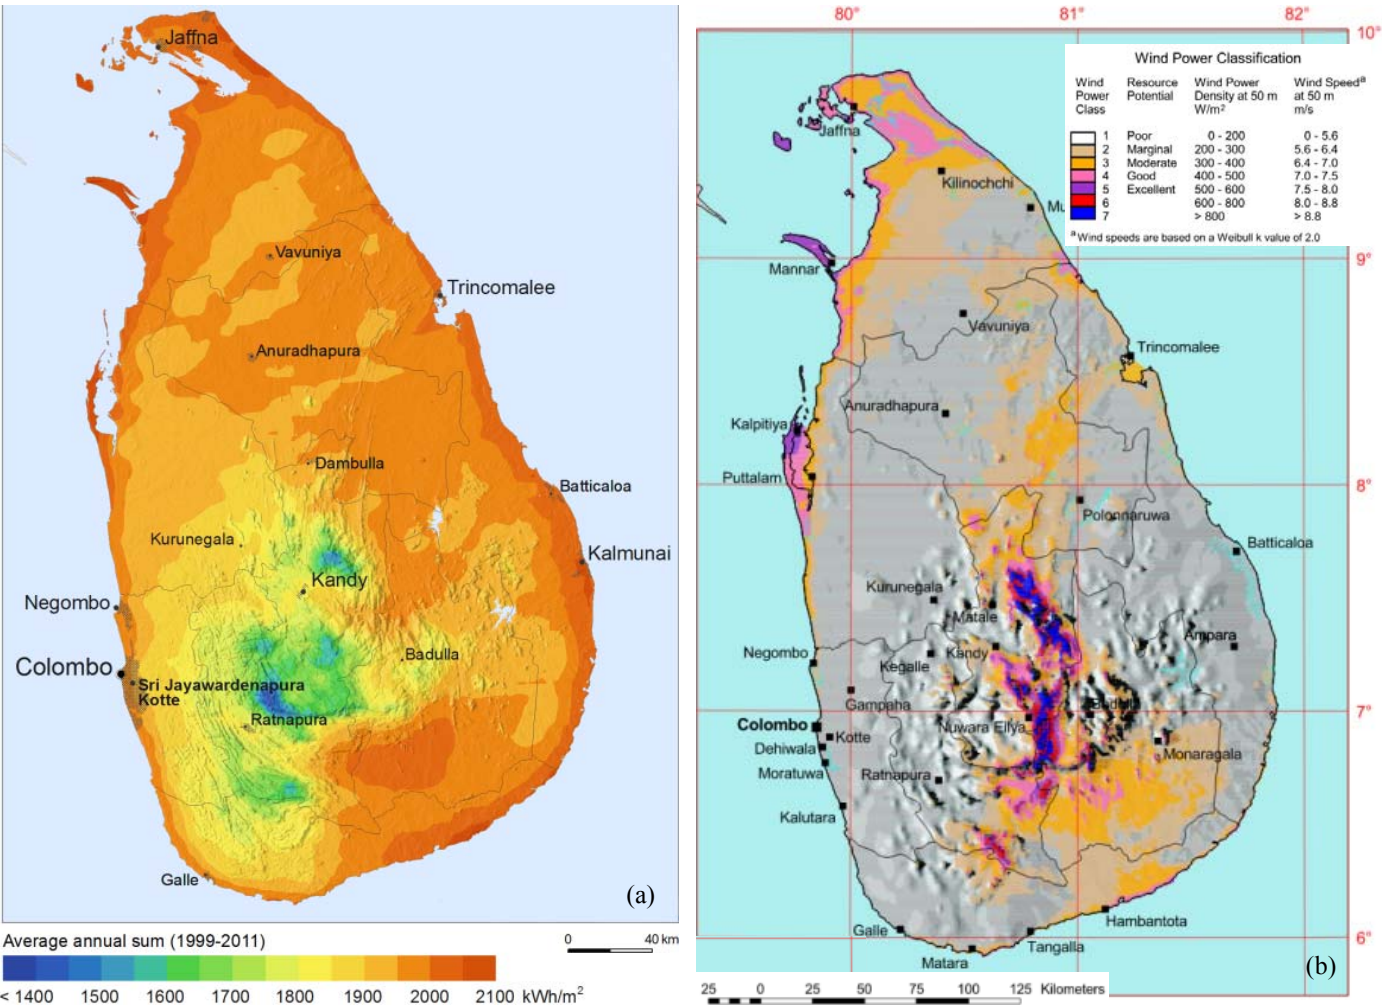 Jaffna
Vavuniya
Trincomalee
Anuradhapura
Dambulla
Batticaloa
Kurunegala
Kalmunai
Kandy
Negombo
Badulla
Colombo
Sri Jayawardenapura
Kotte
Ratnapura
Galle
(a)
Average annual sum (1999-2011)
0 40 km
< 1400 1500 1600 1700 1800 1900 2000 2100 kWh/m²
80° 81° 82°
10°
Wind Power Classification
Wind Power Class
Resource Potential
Wind Power Density at 50 m W/m²
Wind Speedᵃ at 50 m m/s
1 Poor 0 - 200 0 - 5.6
2 Marginal 200 - 300 5.6 - 6.4
3 Moderate 300 - 400 6.4 - 7.0
4 Good 400 - 500 7.0 - 7.5
5 Excellent 500 - 600 7.5 - 8.0
6 600 - 800 8.0 - 8.8
7 > 800 > 8.8
ᵃ Wind speeds are based on a Weibull k value of 2.0
Jaffna
Kilinochchi
Mu
9°
Mannar
Vavuniya
Trincomalee
Anuradhapura
Kalpitiya
Puttalam
8°
Polonnaruwa
Batticaloa
Kurunegala
Matale
Ampara
Negombo
Kegalle
Kandy
Gampaha
Badulla
7°
Colombo
Nuwara Eliya
Kotte
Dehiwala
Monaragala
Moratuwa
Ratnapura
Kalutara
Hambantota
Galle
Tangalla
6°
Matara
(b)
25 0 25 50 75 100 125 Kilometers